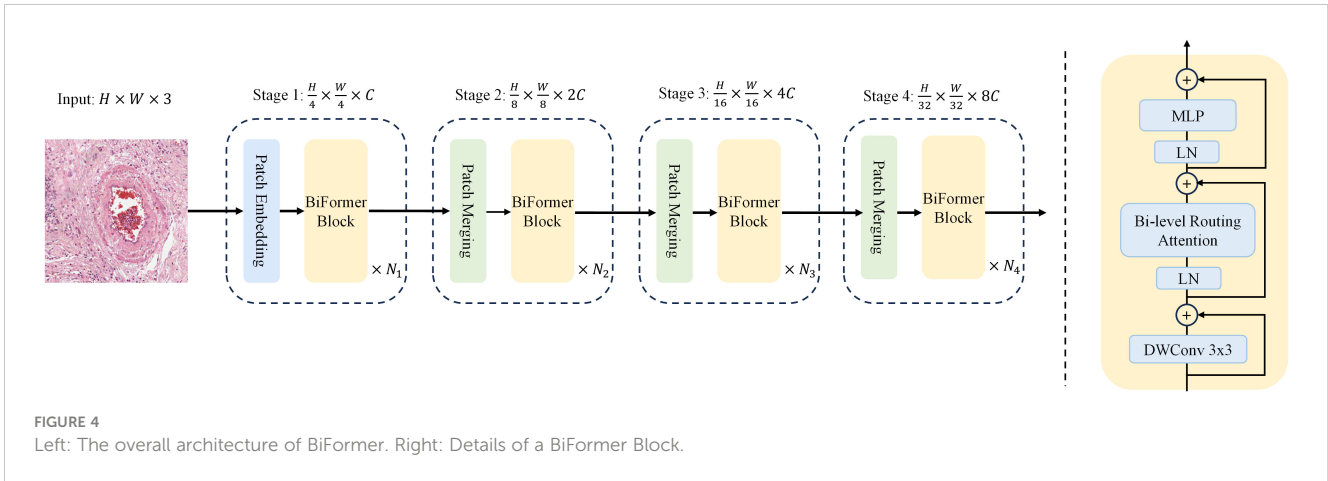 Input: H × W × 3
Stage 1: H/4 × W/4 × C
Stage 2: H/8 × W/8 × 2C
Stage 3: H/16 × W/16 × 4C
Stage 4: H/32 × W/32 × 8C
Patch Embedding
BiFormer
Block
× N₁
Patch Merging
BiFormer
Block
× N₂
Patch Merging
BiFormer
Block
× N₃
Patch Merging
BiFormer
Block
× N₄
+
MLP
LN
+
Bi-level Routing
Attention
LN
+
DWConv 3x3
FIGURE 4
Left: The overall architecture of BiFormer. Right: Details of a BiFormer Block.